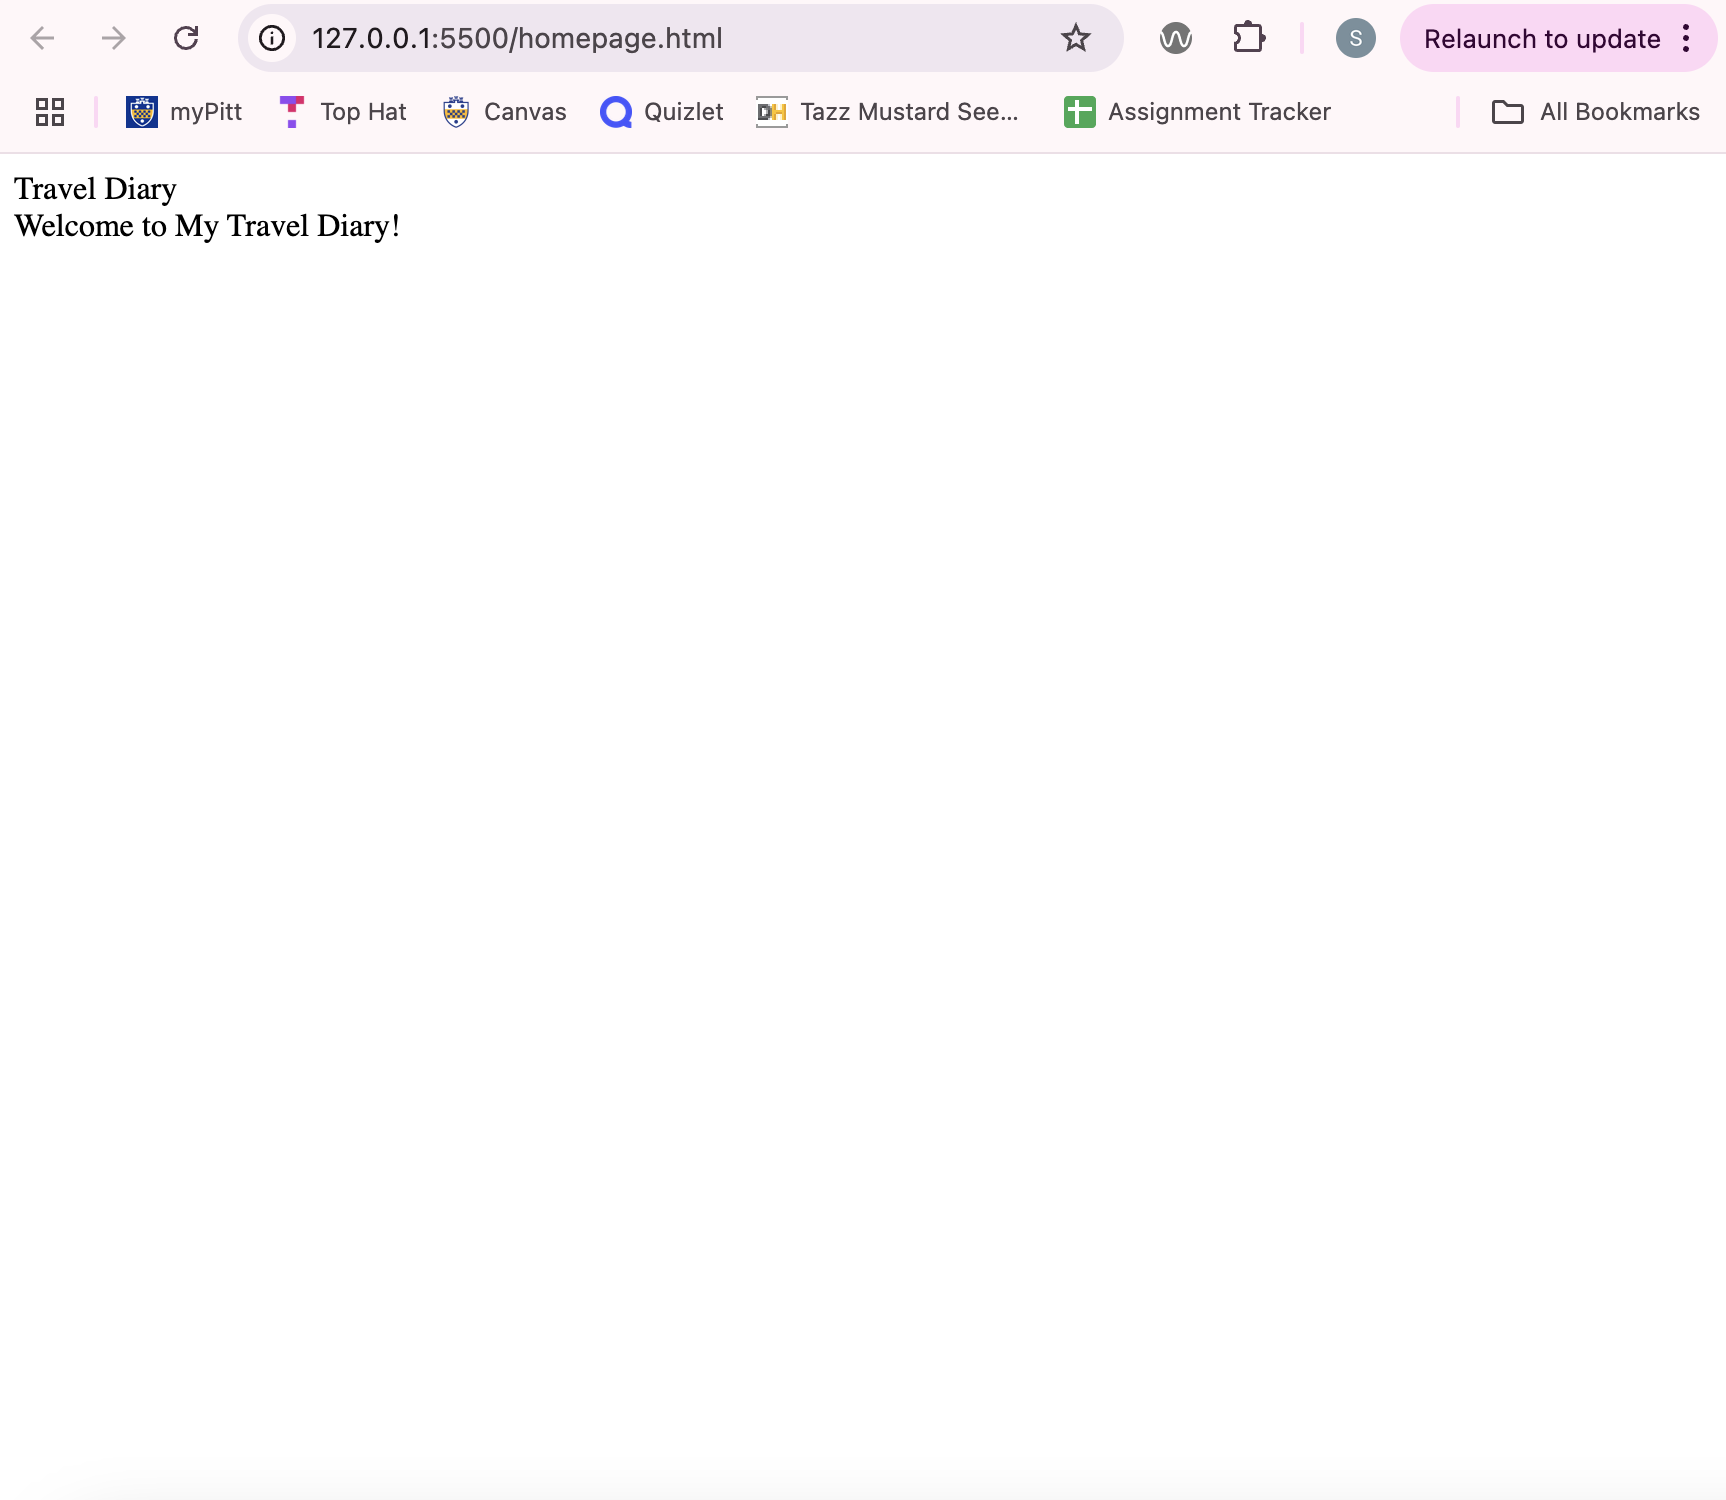 127.0.0.1:5500/homepage.html
S
Relaunch to update
myPitt
Top Hat
Canvas
Quizlet
DH
Tazz Mustard See...
Assignment Tracker
All Bookmarks
Travel Diary
Welcome to My Travel Diary!